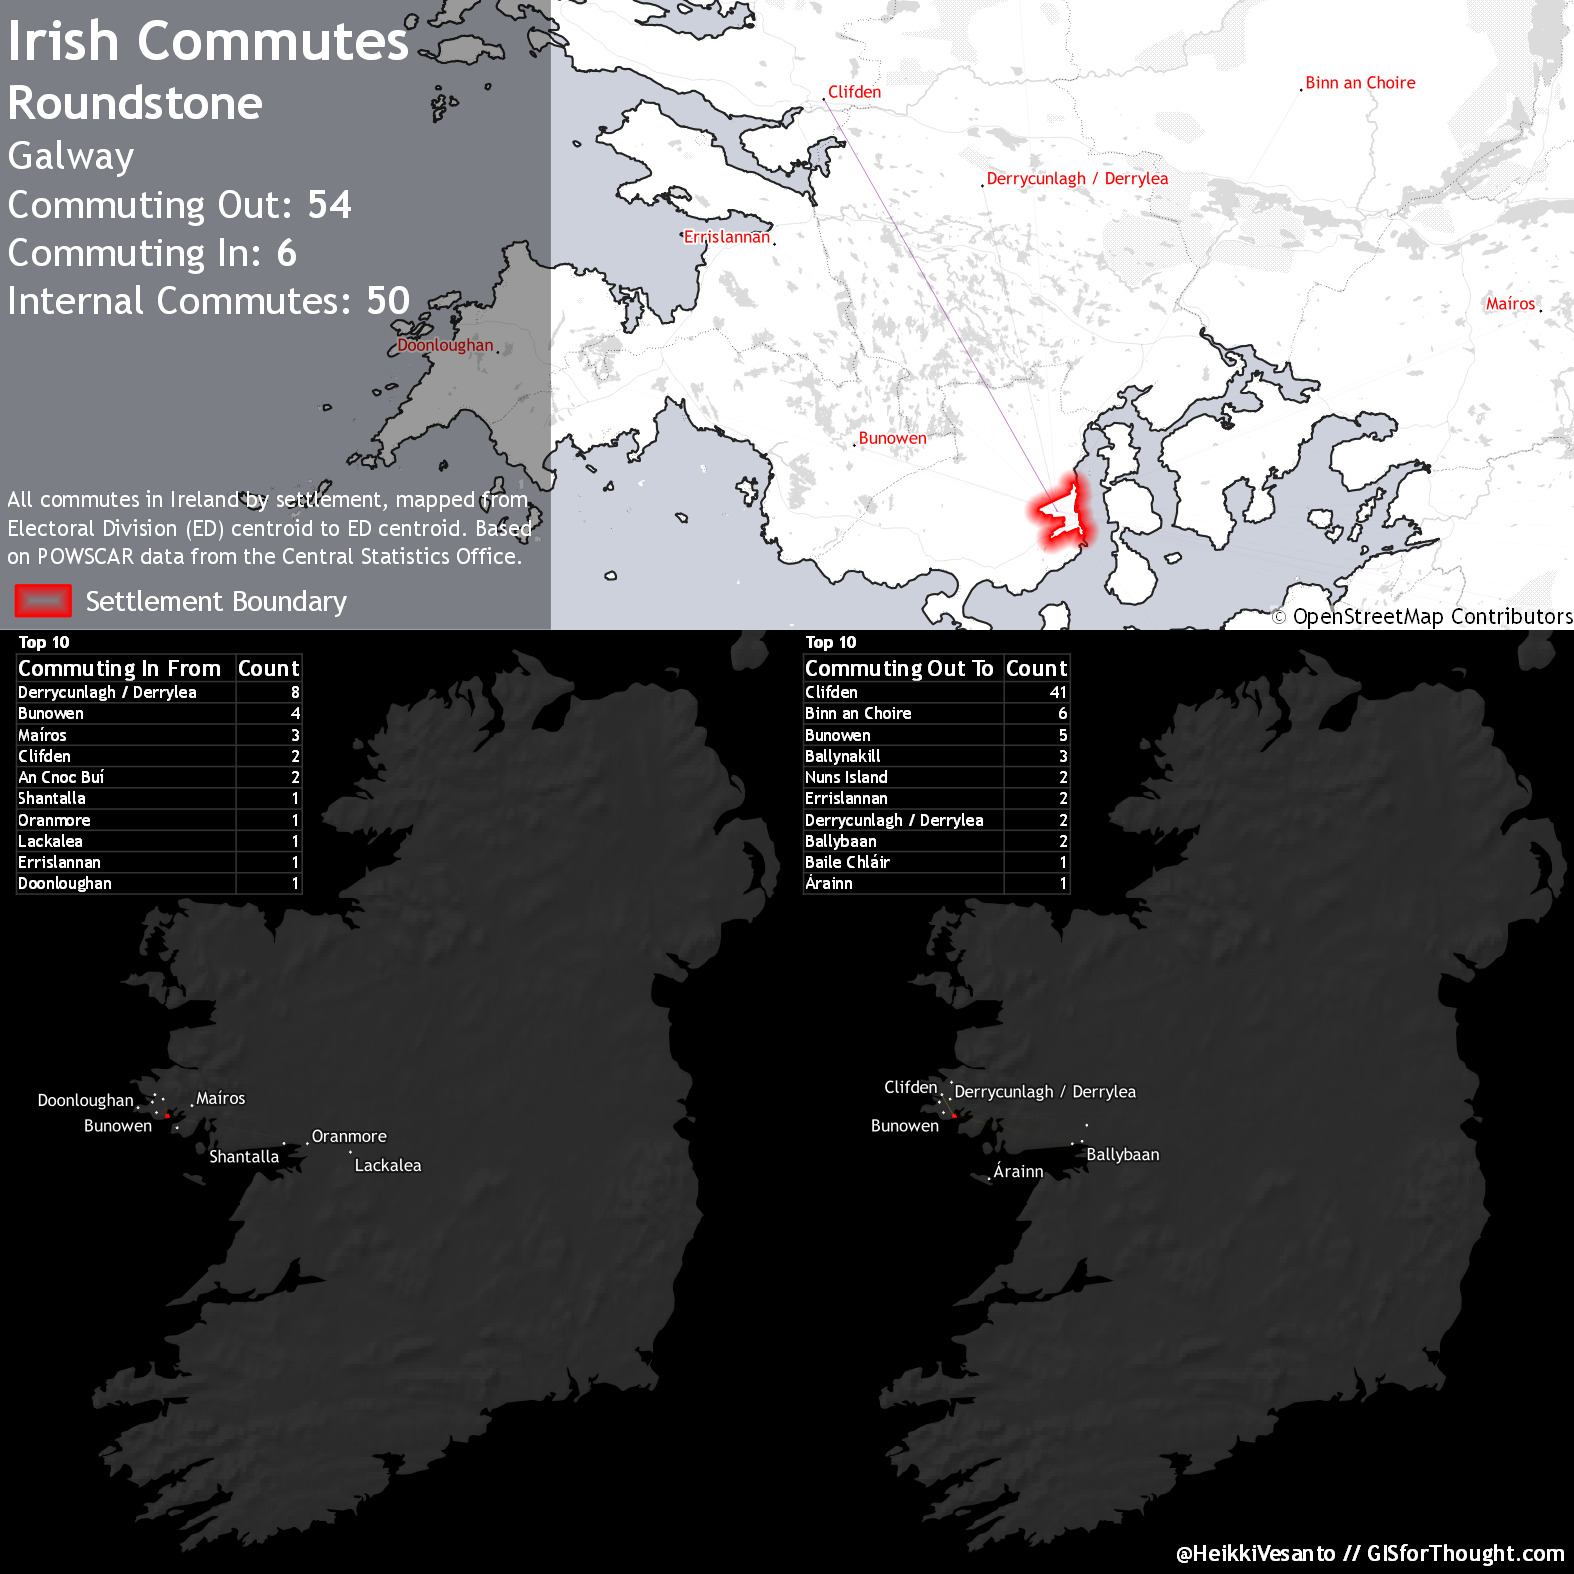 Irish Commutes
Roundstone
Galway
Commuting Out: 54
Commuting In: 6
Internal Commutes: 50
All commutes in Ireland by settlement, mapped from
Electoral Division (ED) centroid to ED centroid. Based
on POWSCAR data from the Central Statistics Office.
Settlement Boundary
Clifden
Binn an Choire
Derrycunlagh / Derrylea
Errislannan
Maíros
Doonloughan
Bunowen
© OpenStreetMap Contributors
Top 10
Commuting In From Count
Derrycunlagh / Derrylea 8
Bunowen 4
Maíros 3
Clifden 2
An Cnoc Buí 2
Shantalla 1
Oranmore 1
Lackalea 1
Errislannan 1
Doonloughan 1
Doonloughan
Maíros
Bunowen
Oranmore
Shantalla
Lackalea
Top 10
Commuting Out To Count
Clifden 41
Binn an Choire 6
Bunowen 5
Ballynakill 3
Nuns Island 2
Errislannan 2
Derrycunlagh / Derrylea 2
Ballybaan 2
Baile Chláir 1
Árainn 1
Clifden
Derrycunlagh / Derrylea
Bunowen
Ballybaan
Árainn
@HeikkiVesanto // GISforThought.com